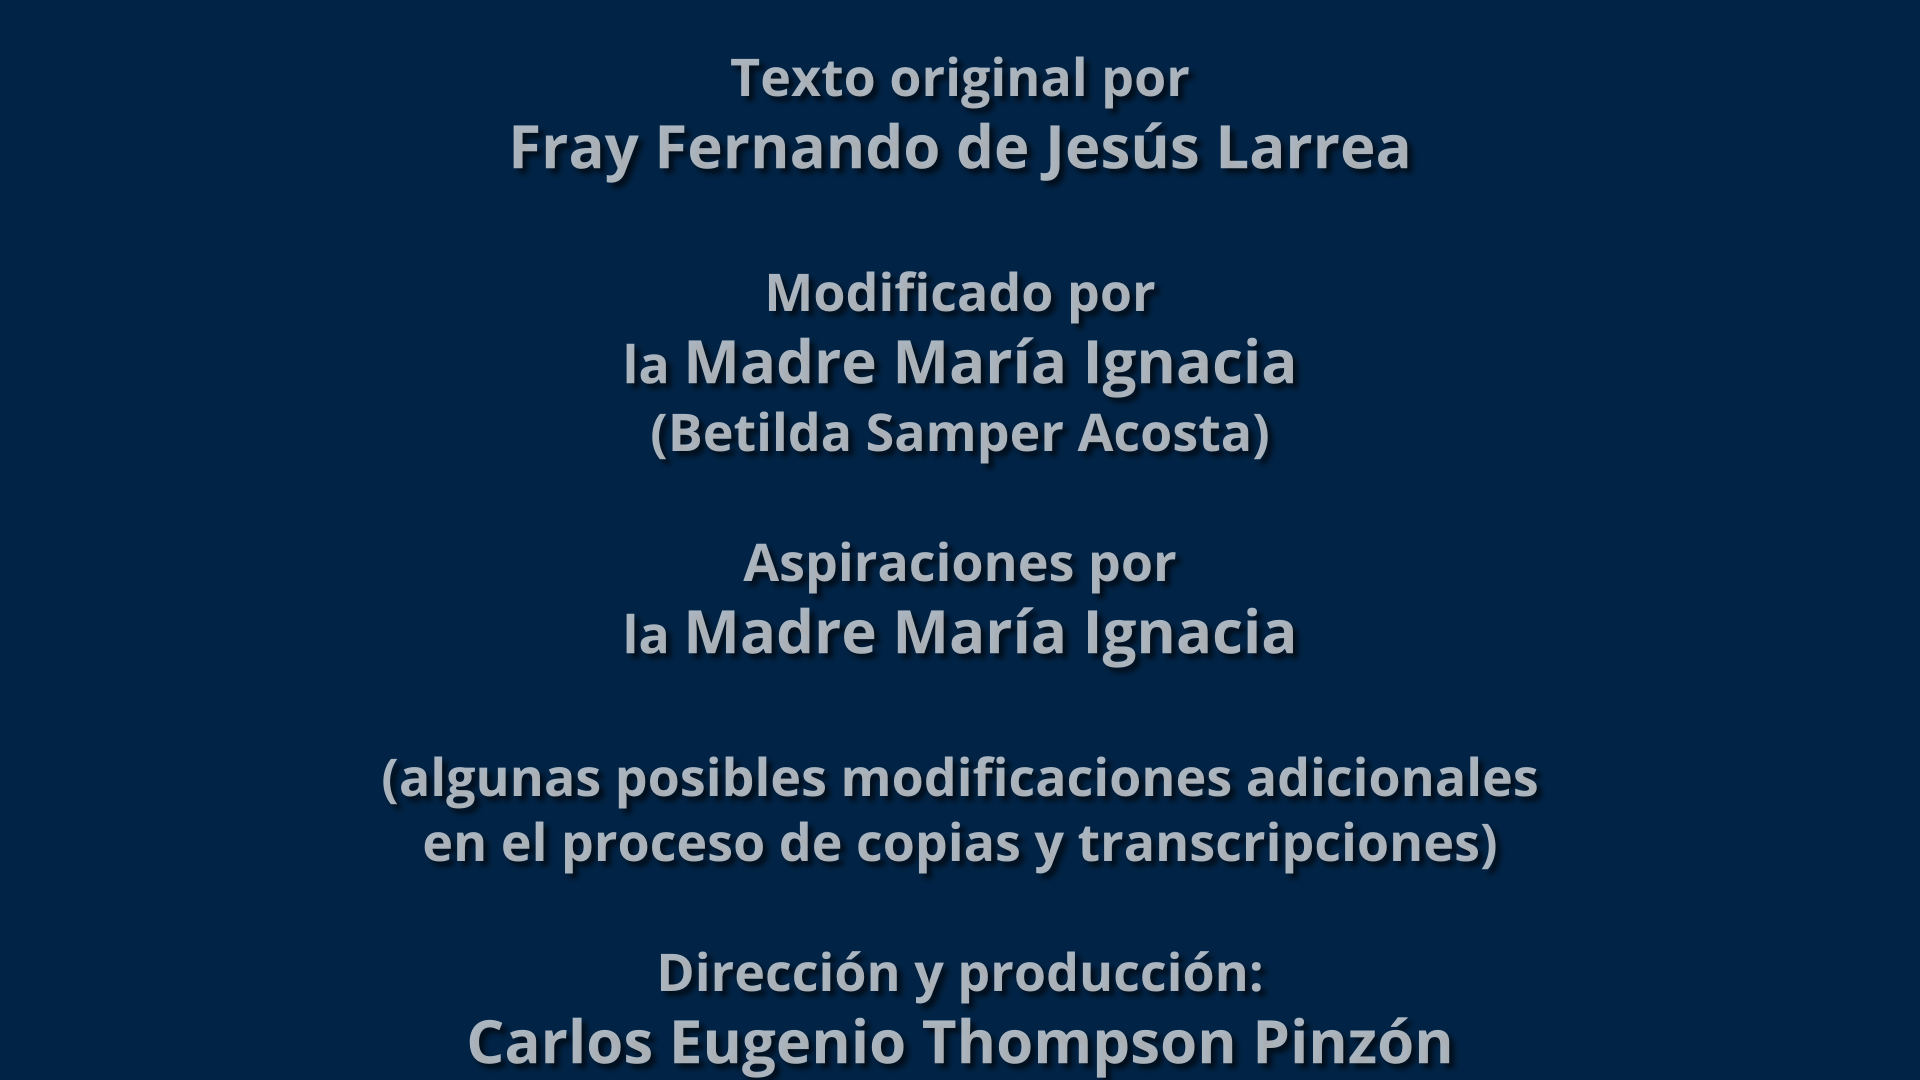 Texto original por
Fray Fernando de Jesús Larrea
Modificado por
la Madre María Ignacia
(Betilda Samper Acosta)
Aspiraciones por
la Madre María Ignacia
(algunas posibles modificaciones adicionales
en el proceso de copias y transcripciones)
Dirección y producción:
Carlos Eugenio Thompson Pinzón